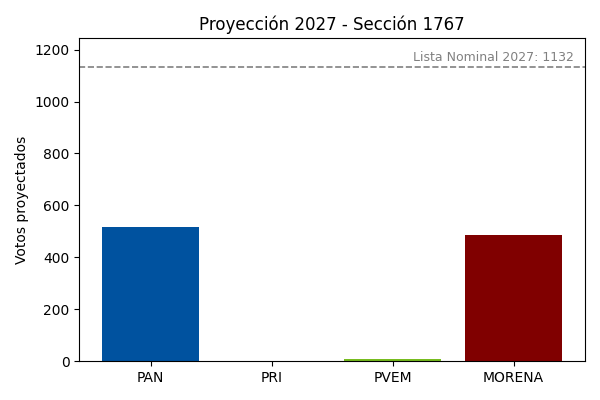 Proyección 2027 - Sección 1767
Lista Nominal 2027: 1132
Votos proyectados
1200
1000
800
600
400
200
0
PAN
PRI
PVEM
MORENA